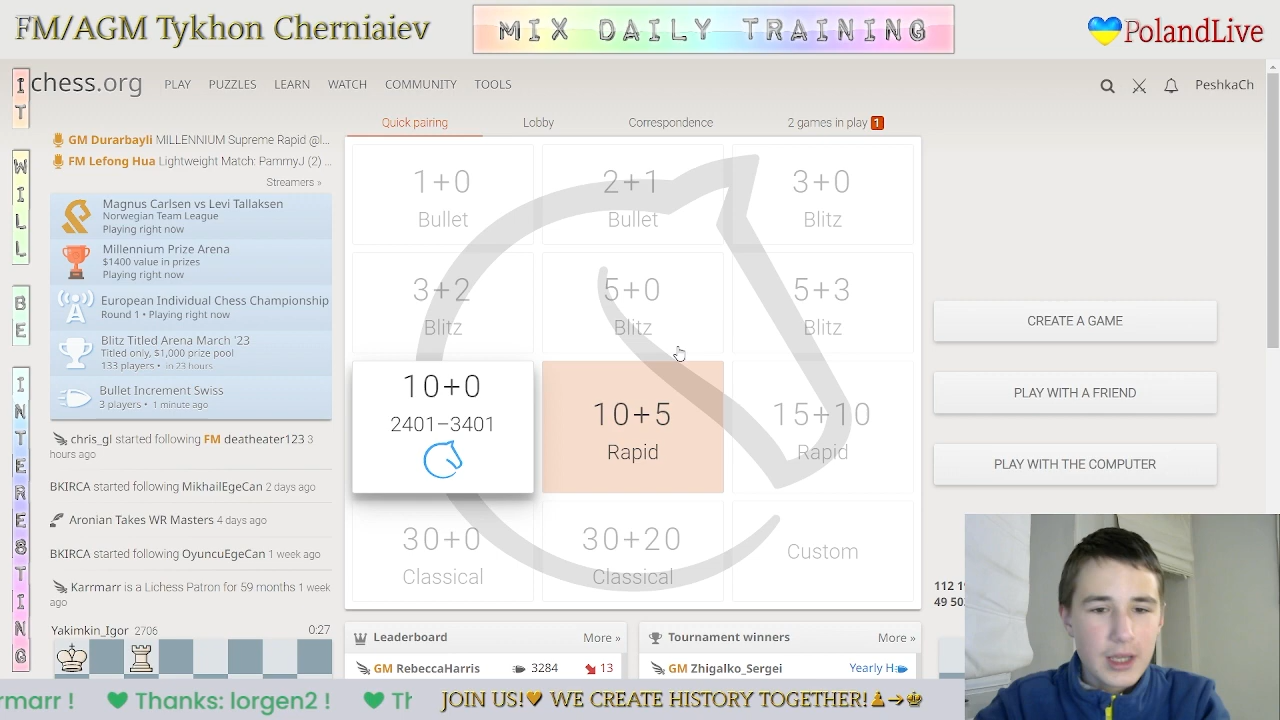 FM/AGM Tykhon Cherniaiev
MIX DAILY TRAINING
PolandLive
IT WILL BE INTERESTING
chess.org
PLAY PUZZLES LEARN WATCH COMMUNITY TOOLS
PeshkaCh
GM Durarbayli MILLENNIUM Supreme Rapid @l...
FM Lefong Hua Lightweight Match: PammyJ (2) ...
Streamers »
Magnus Carlsen vs Levi Tallaksen
Norwegian Team League
Playing right now
Millennium Prize Arena
$1400 value in prizes
Playing right now
European Individual Chess Championship
Round 1 • Playing right now
Blitz Titled Arena March '23
Titled only, $1,000 prize pool
133 players • in 23 hours
Bullet Increment Swiss
3 players • 1 minute ago
chris_gl started following FM deatheater123 3
hours ago
BKIRCA started following MikhailEgeCan 2 days ago
Aronian Takes WR Masters 4 days ago
BKIRCA started following OyuncuEgeCan 1 week ago
Karrmarr is a Lichess Patron for 59 months 1 week
ago
Yakimkin_Igor 2706 0:27
Quick pairing Lobby Correspondence 2 games in play 1
1+0 2+1 3+0
Bullet Bullet Blitz
3+2 5+0 5+3
Blitz Blitz Blitz
10+0 10+5 15+10
2401–3401 Rapid Rapid
30+0 30+20 Custom
Classical Classical
CREATE A GAME
PLAY WITH A FRIEND
PLAY WITH THE COMPUTER
Leaderboard More »
GM RebeccaHarris 3284 13
Tournament winners More »
GM Zhigalko_Sergei Yearly H
rmarr ! Thanks: lorgen2 ! Th
JOIN US! WE CREATE HISTORY TOGETHER!